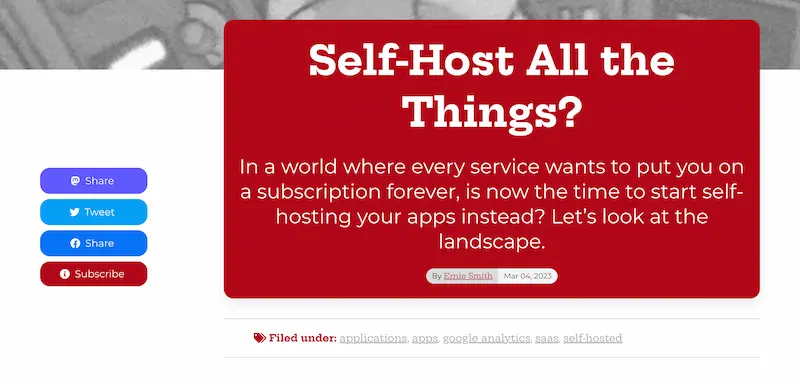 Self-Host All the
Things?
In a world where every service wants to put you on
a subscription forever, is now the time to start self-
hosting your apps instead? Let's look at the
landscape.
By Ernie Smith Mar 04, 2023
Share
Tweet
Share
Subscribe
Filed under: applications, apps, google analytics, saas, self-hosted